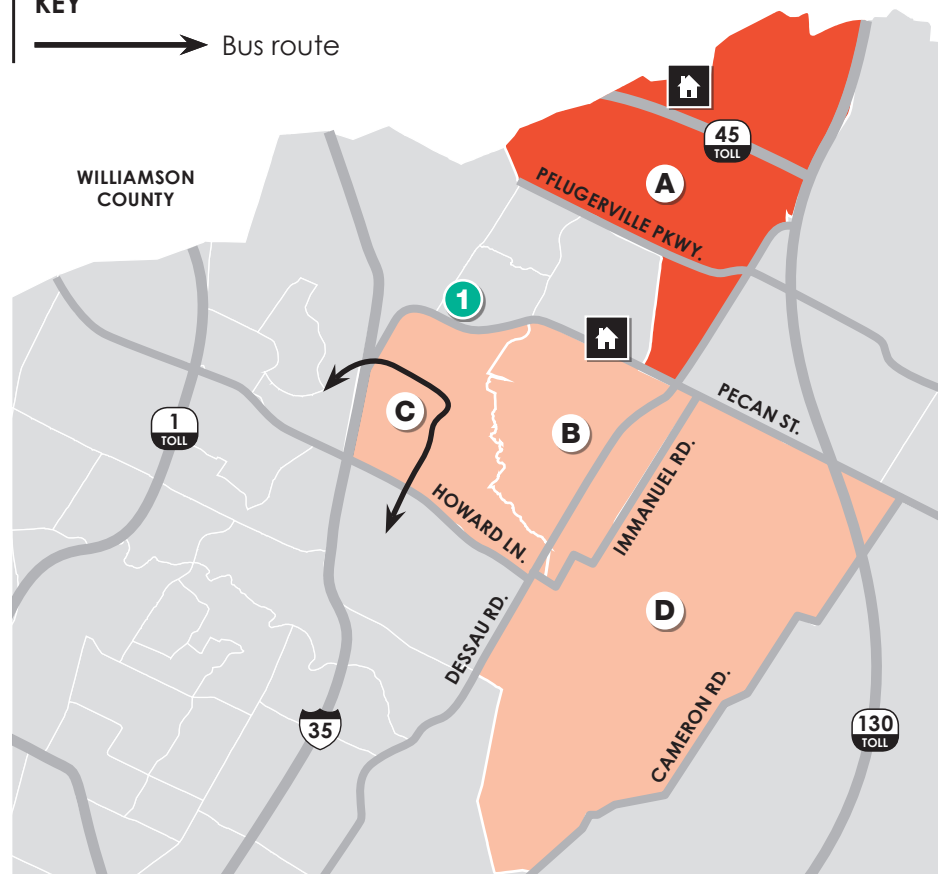 KEY
Bus route
WILLIAMSON
COUNTY
45
TOLL
A
PFLUGERVILLE PKWY.
1
C
B
PECAN ST.
1
TOLL
HOWARD LN.
IMMANUEL RD.
D
DESSAU RD.
CAMERON RD.
35
130
TOLL